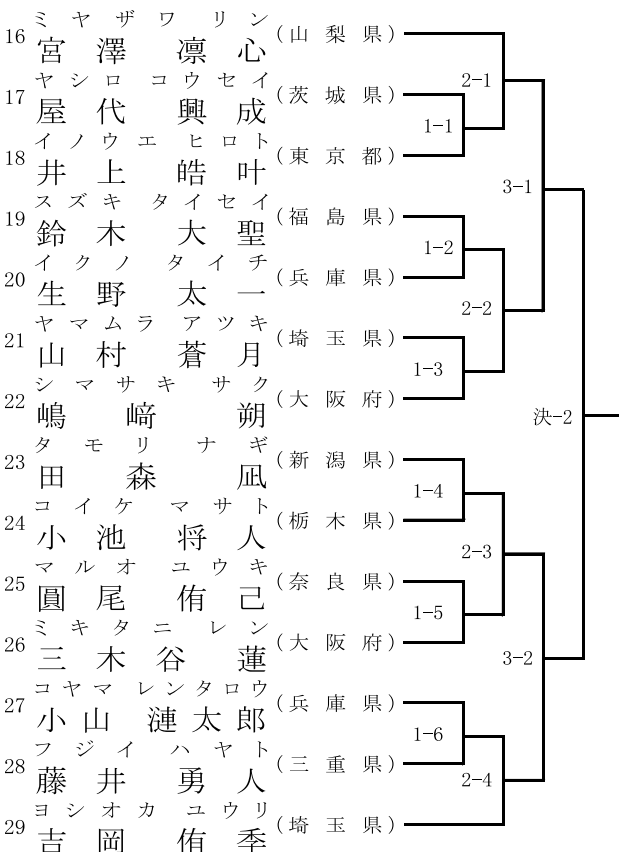 ミヤザワ リン
16 宮澤 凛心 (山梨県)
ヤシロ コウセイ
17 屋代 興成 (茨城県)
イノウエ ヒロト
18 井上 皓叶 (東京都)
スズキ タイセイ
19 鈴木 大聖 (福島県)
イクノ タイチ
20 生野 太一 (兵庫県)
ヤマムラ アツキ
21 山村 蒼月 (埼玉県)
シマサキ サク
22 嶋﨑 朔 (大阪府)
タモリ ナギ
23 田森 凪 (新潟県)
コイケ マサト
24 小池 将人 (栃木県)
マルオ ユウキ
25 圓尾 侑己 (奈良県)
ミキタニ レン
26 三木谷 蓮 (大阪府)
コヤマ レンタロウ
27 小山 漣太郎 (兵庫県)
フジイ ハヤト
28 藤井 勇人 (三重県)
ヨシオカ ユウリ
29 吉岡 侑季 (埼玉県)
1-1
1-2
1-3
1-4
1-5
1-6
2-1
2-2
2-3
2-4
3-1
3-2
決-2